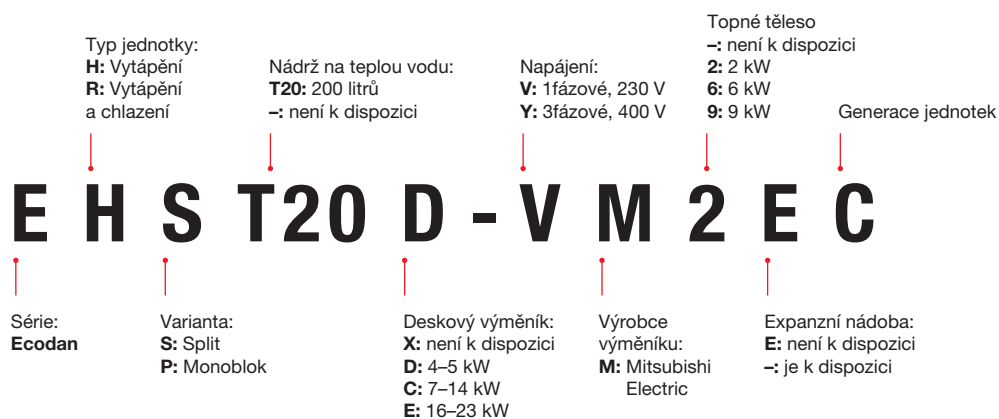 Typ jednotky:
H: Vytápění
R: Vytápění
a chlazení
Nádrž na teplou vodu:
T20: 200 litrů
–: není k dispozici
Napájení:
V: 1fázové, 230 V
Y: 3fázové, 400 V
Topné těleso
–: není k dispozici
2: 2 kW
6: 6 kW
9: 9 kW
Generace jednotek
E H S T20 D - V M 2 E C
Série:
Ecodan
Varianta:
S: Split
P: Monoblok
Deskový výměník:
X: není k dispozici
D: 4–5 kW
C: 7–14 kW
E: 16–23 kW
Výrobce
výměníku:
M: Mitsubishi
Electric
Expanzní nádoba:
E: není k dispozici
–: je k dispozici